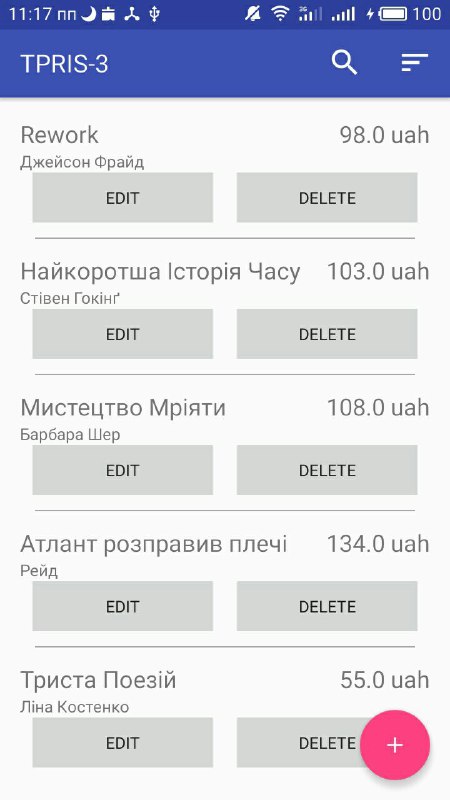 11:17 пп 3G 100
TPRIS-3
Rework 98.0 uah
Джейсон Фрайд
EDIT DELETE
Найкоротша Історія Часу 103.0 uah
Стівен Гокінґ
EDIT DELETE
Мистецтво Мріяти 108.0 uah
Барбара Шер
EDIT DELETE
Атлант розправив плечі 134.0 uah
Рейд
EDIT DELETE
Триста Поезій 55.0 uah
Ліна Костенко
EDIT DELETE
+